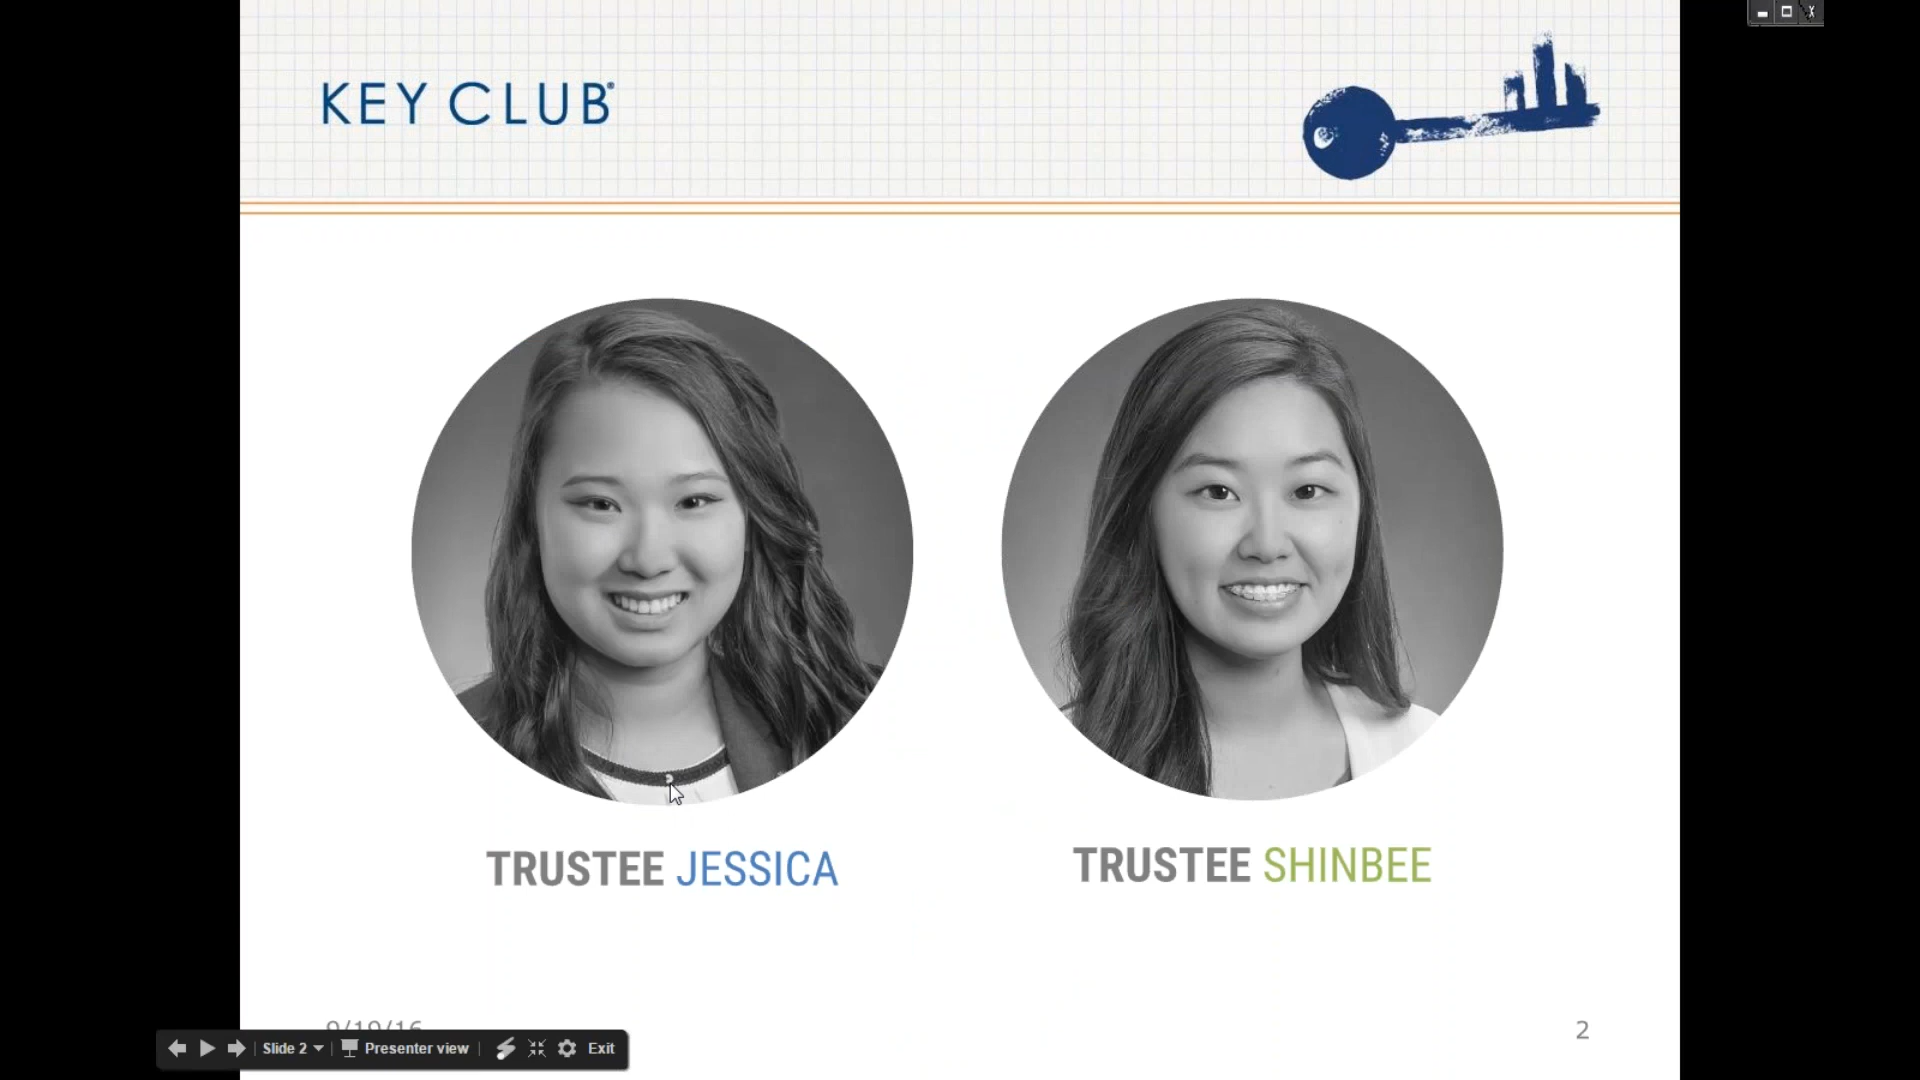 KEY CLUB®
TRUSTEE JESSICA
TRUSTEE SHINBEE
9/19/16
2
Slide 2
Presenter view
Exit